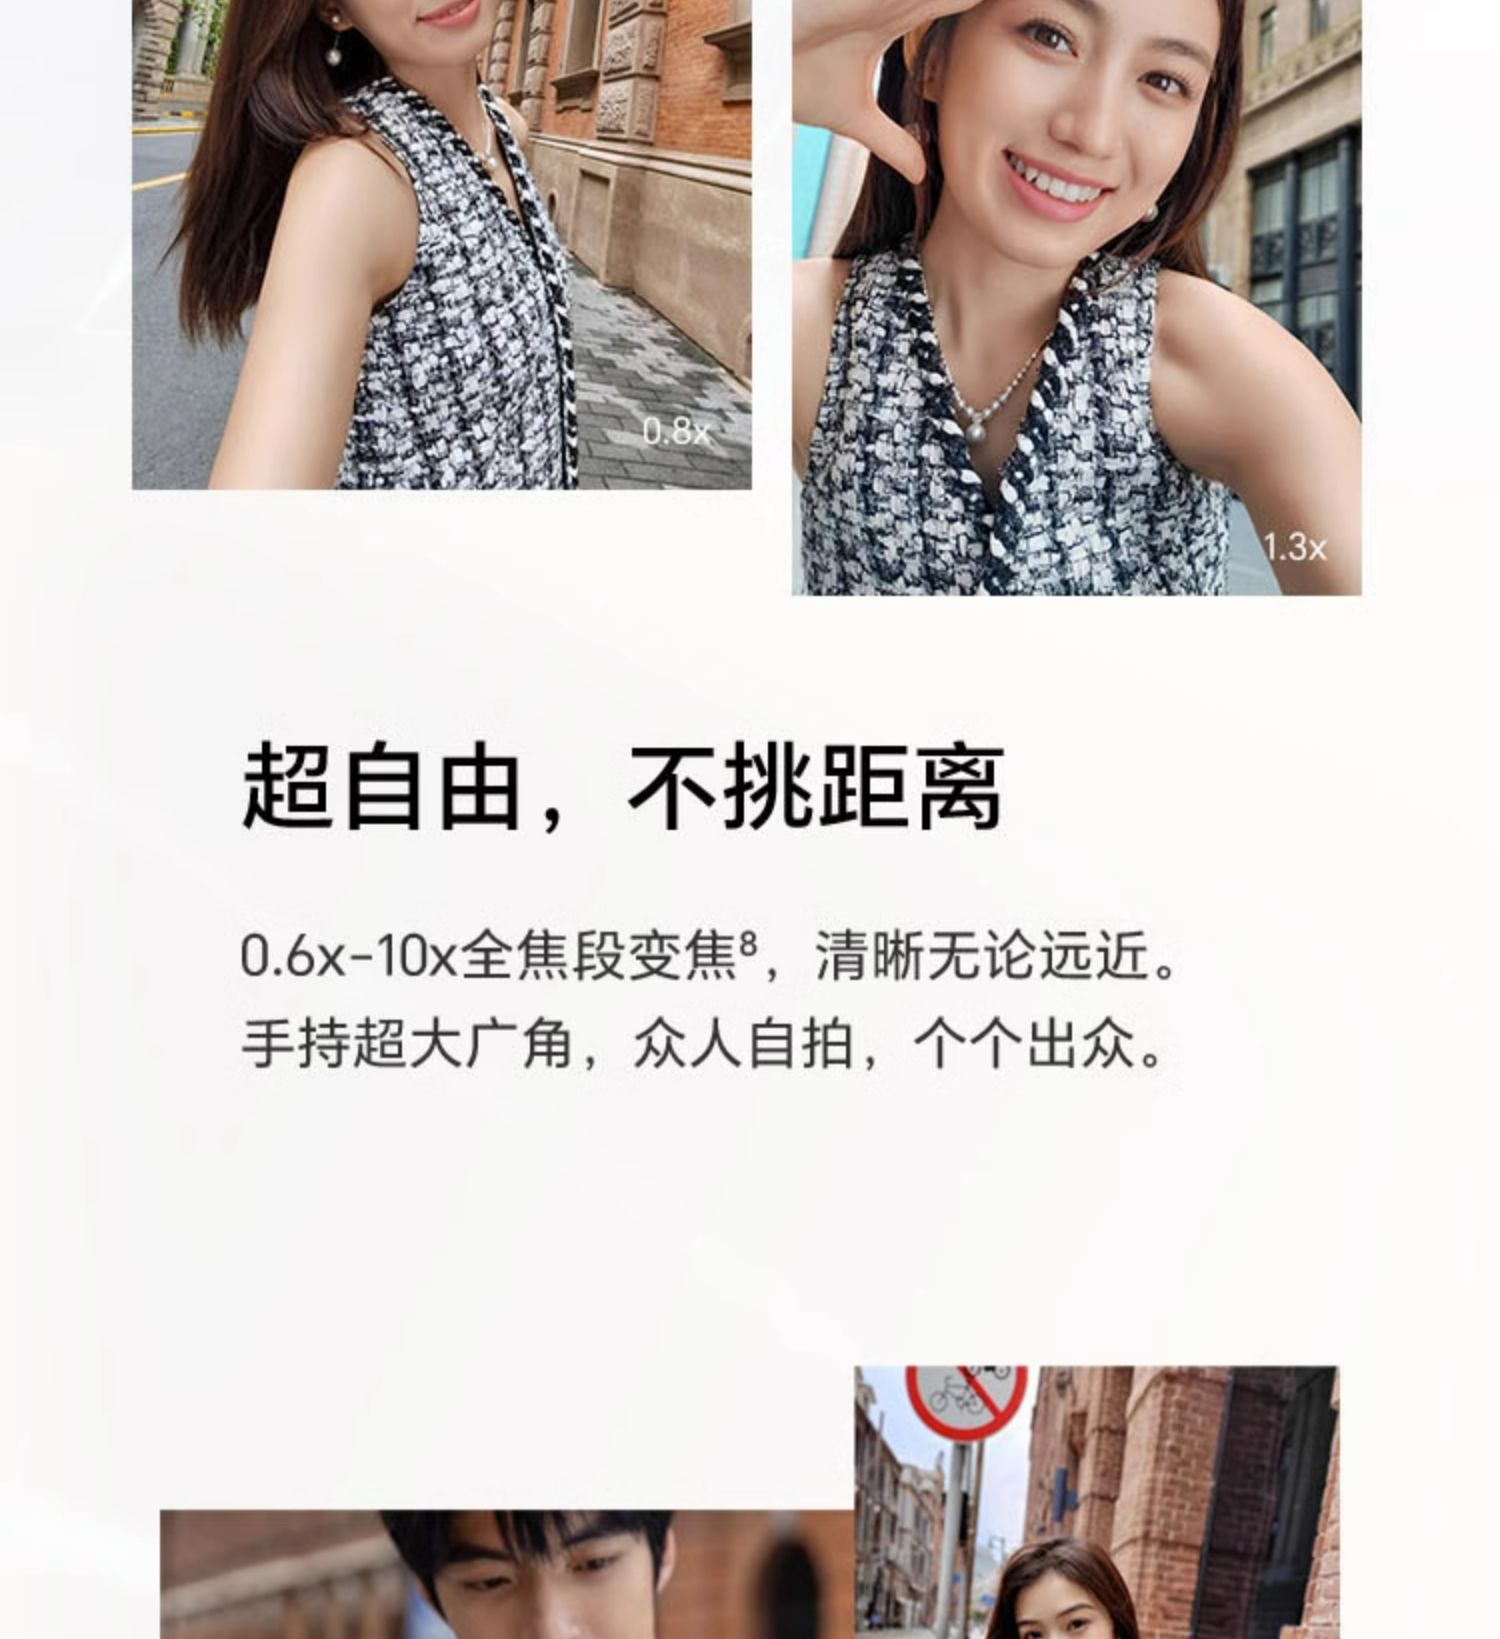 0.8x
1.3x
超自由，不挑距离
0.6x-10x全焦段变焦⁸，清晰无论远近。
手持超大广角，众人自拍，个个出众。